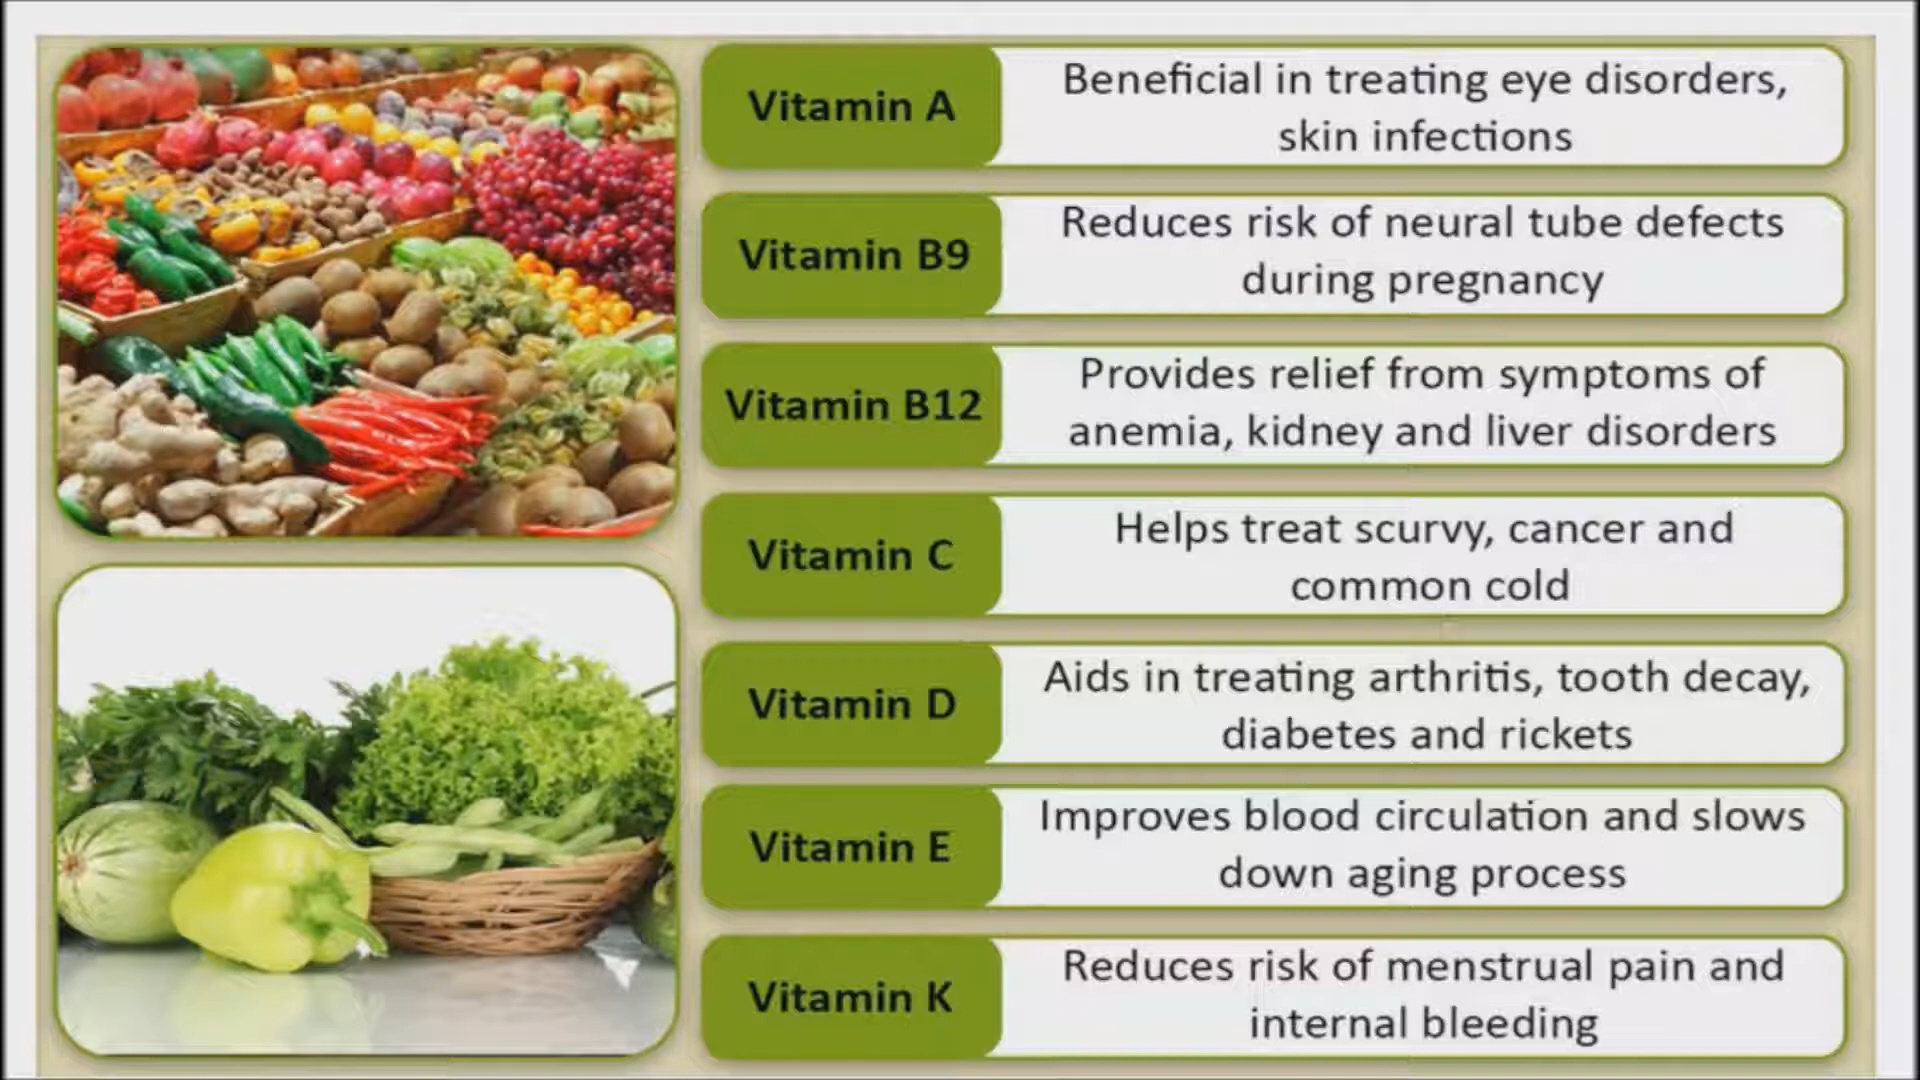 Vitamin A
Beneficial in treating eye disorders,
skin infections
Vitamin B9
Reduces risk of neural tube defects
during pregnancy
Vitamin B12
Provides relief from symptoms of
anemia, kidney and liver disorders
Vitamin C
Helps treat scurvy, cancer and
common cold
Vitamin D
Aids in treating arthritis, tooth decay,
diabetes and rickets
Vitamin E
Improves blood circulation and slows
down aging process
Vitamin K
Reduces risk of menstrual pain and
internal bleeding